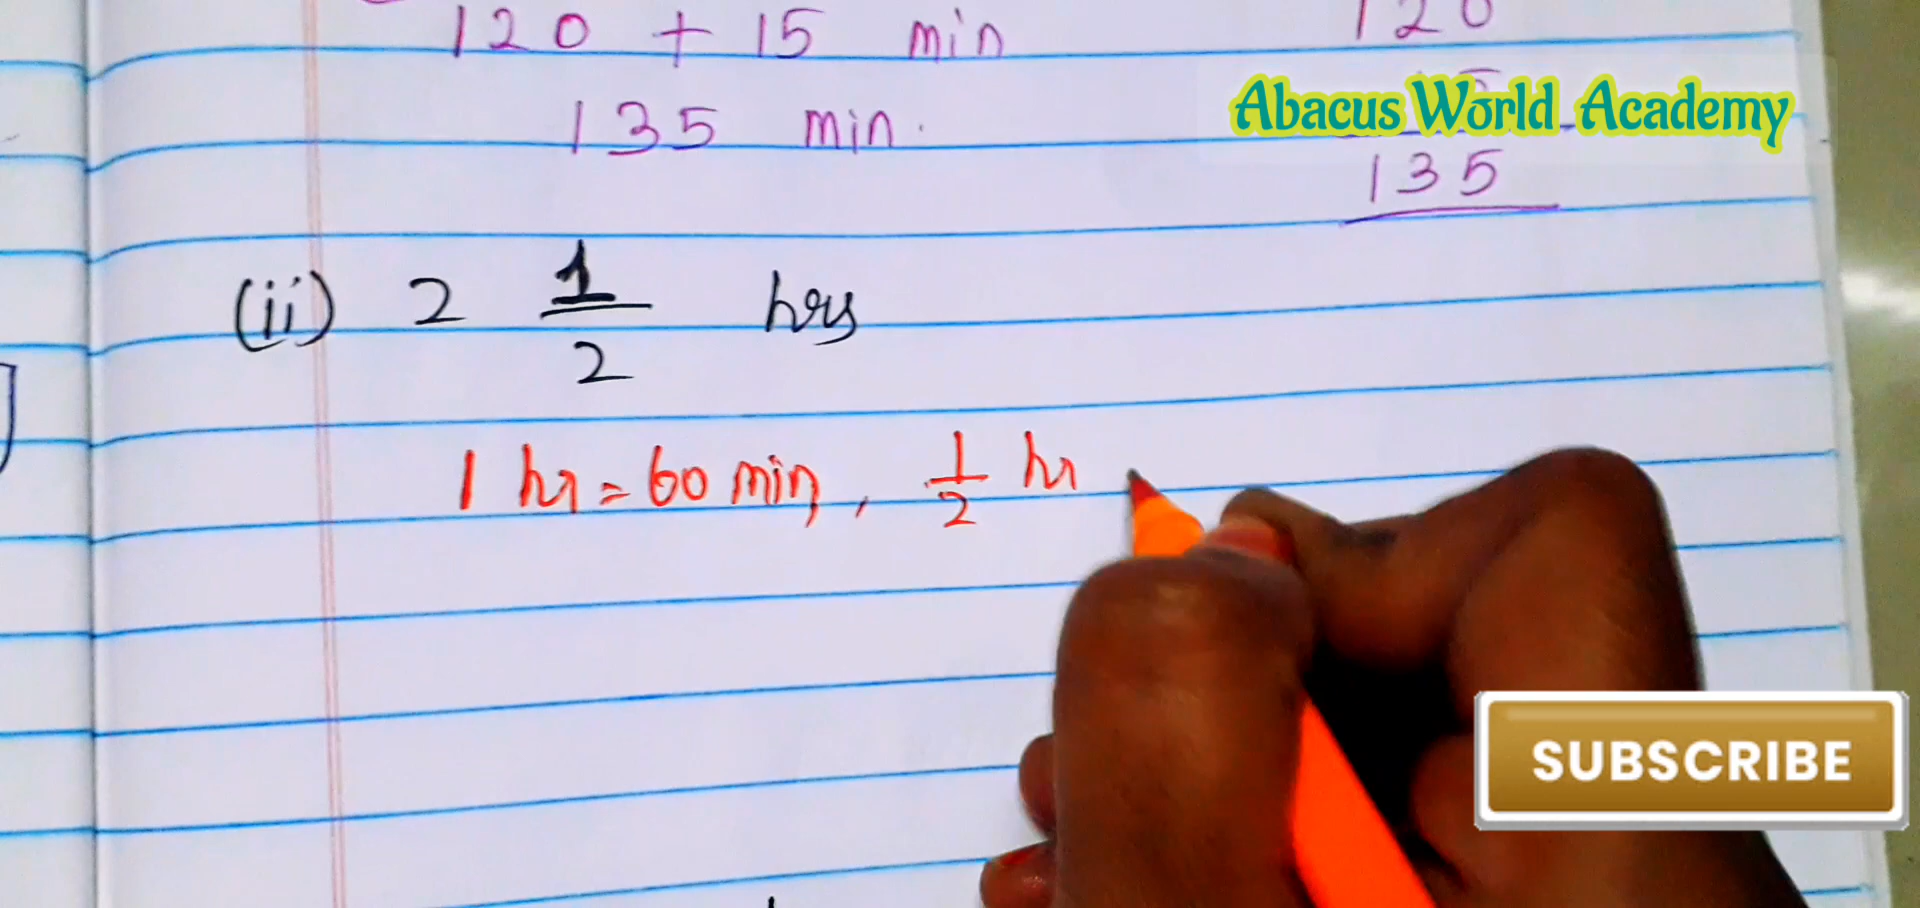 120 + 15 min
120
Abacus World Academy
135 min.
135
(ii) 2 1/2 hrs
1 hr = 60 min, 1/2 hr
SUBSCRIBE